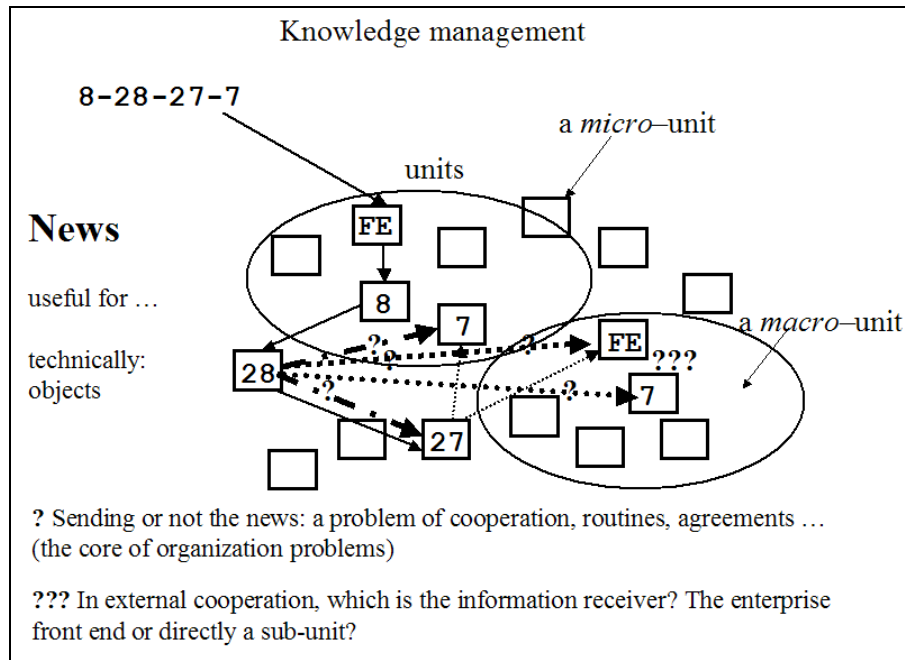 Knowledge management
8-28-27-7
a micro–unit
units
FE
News
useful for …
8
7
?
?
?
FE
a macro–unit
???
technically:
objects
28
?
?
7
27
? Sending or not the news: a problem of cooperation, routines, agreements …
(the core of organization problems)
??? In external cooperation, which is the information receiver? The enterprise
front end or directly a sub-unit?